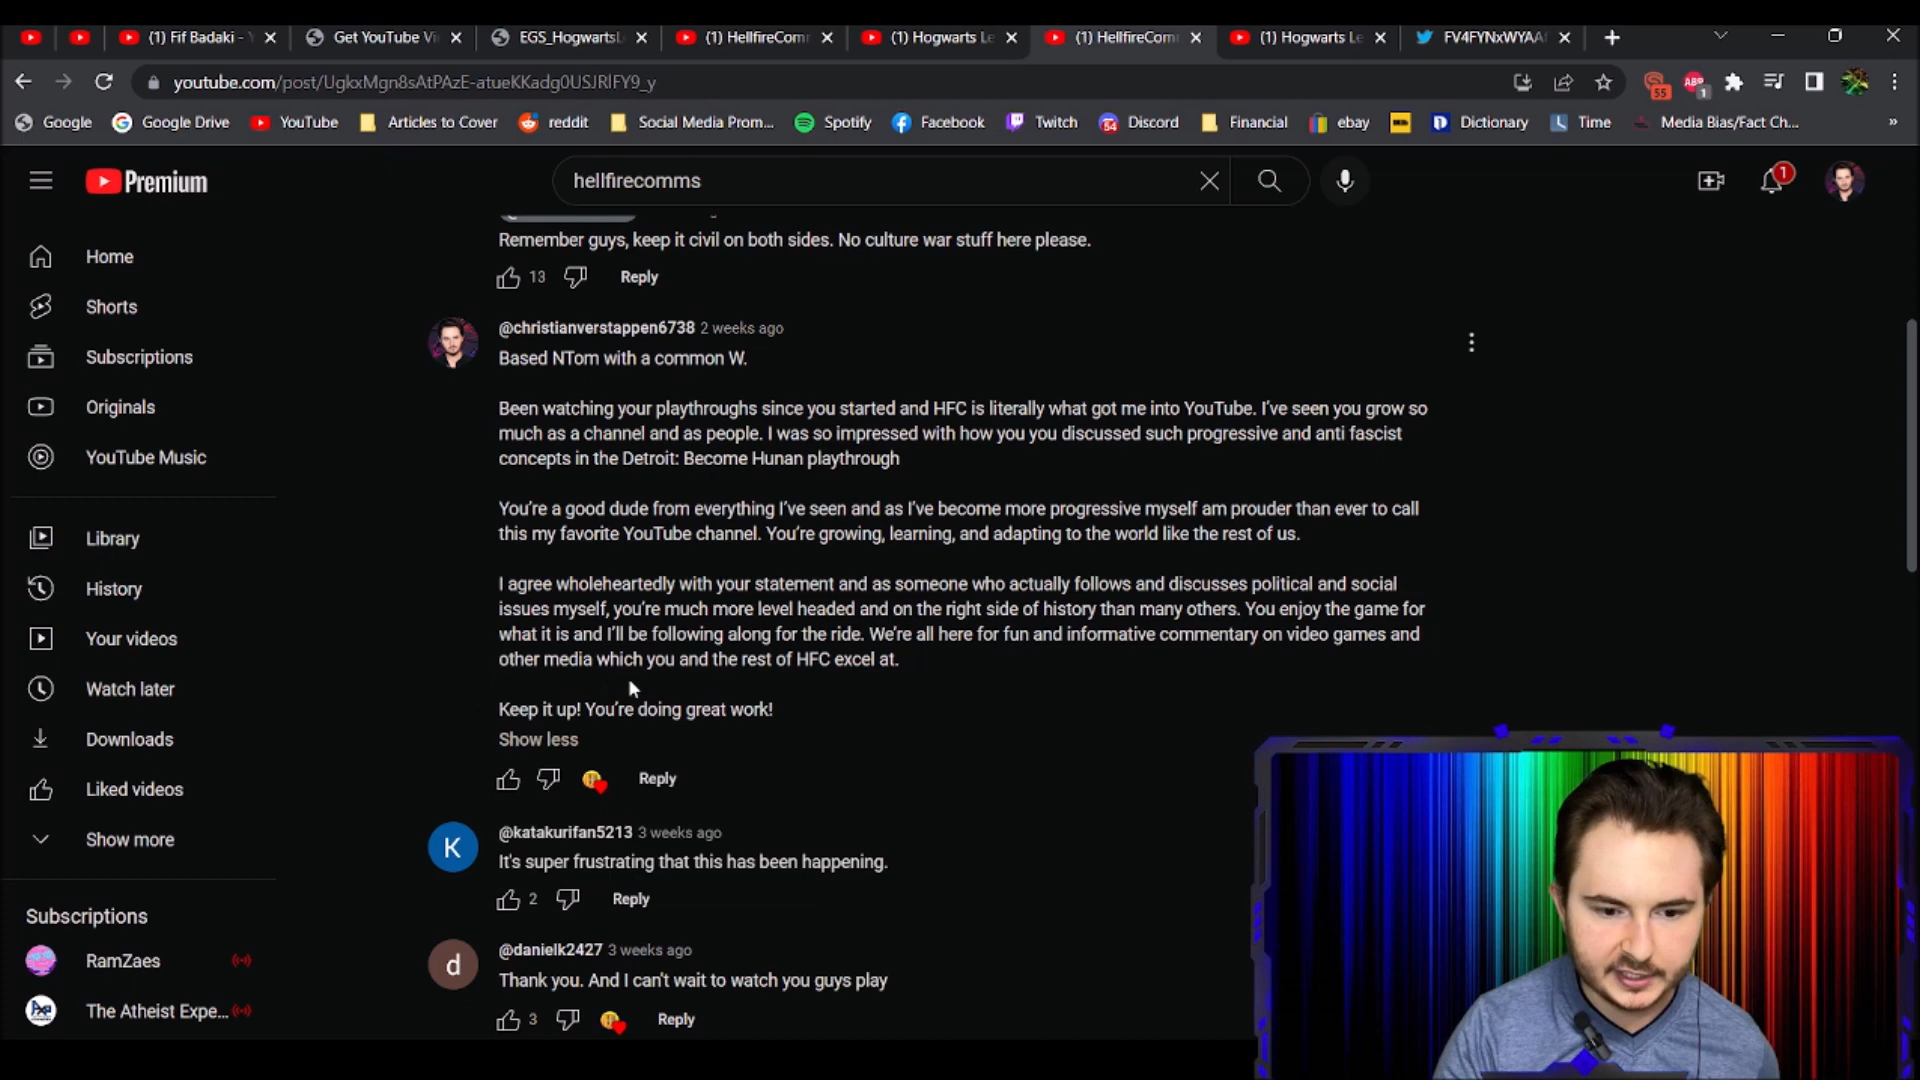 (1) Fif Badaki - Y
Get YouTube Vi
EGS_HogwartsL
(1) HellfireCom
(1) Hogwarts Le
(1) HellfireCom
(1) Hogwarts Le
FV4FYNxWYAA
youtube.com/post/UgkxMgn8sAtPAzE-atueKKadg0USJRlFY9_y
55
ABP
1
Google
Google Drive
YouTube
Articles to Cover
reddit
Social Media Prom...
Spotify
Facebook
Twitch
54
Discord
Financial
ebay
Dictionary
Time
Media Bias/Fact Ch...
»
Premium
hellfirecomms
1
Home
Shorts
Subscriptions
Originals
YouTube Music
Library
History
Your videos
Watch later
Downloads
Liked videos
Show more
Subscriptions
RamZaes
The Atheist Expe...
Remember guys, keep it civil on both sides. No culture war stuff here please.
13 Reply
@christianverstappen6738 2 weeks ago
Based NTom with a common W.
Been watching your playthroughs since you started and HFC is literally what got me into YouTube. I've seen you grow so
much as a channel and as people. I was so impressed with how you you discussed such progressive and anti fascist
concepts in the Detroit: Become Hunan playthrough
You're a good dude from everything I've seen and as I've become more progressive myself am prouder than ever to call
this my favorite YouTube channel. You're growing, learning, and adapting to the world like the rest of us.
I agree wholeheartedly with your statement and as someone who actually follows and discusses political and social
issues myself, you're much more level headed and on the right side of history than many others. You enjoy the game for
what it is and I'll be following along for the ride. We're all here for fun and informative commentary on video games and
other media which you and the rest of HFC excel at.
Keep it up! You're doing great work!
Show less
Reply
K
@katakurifan5213 3 weeks ago
It's super frustrating that this has been happening.
2 Reply
d
@danielk2427 3 weeks ago
Thank you. And I can't wait to watch you guys play
3 Reply